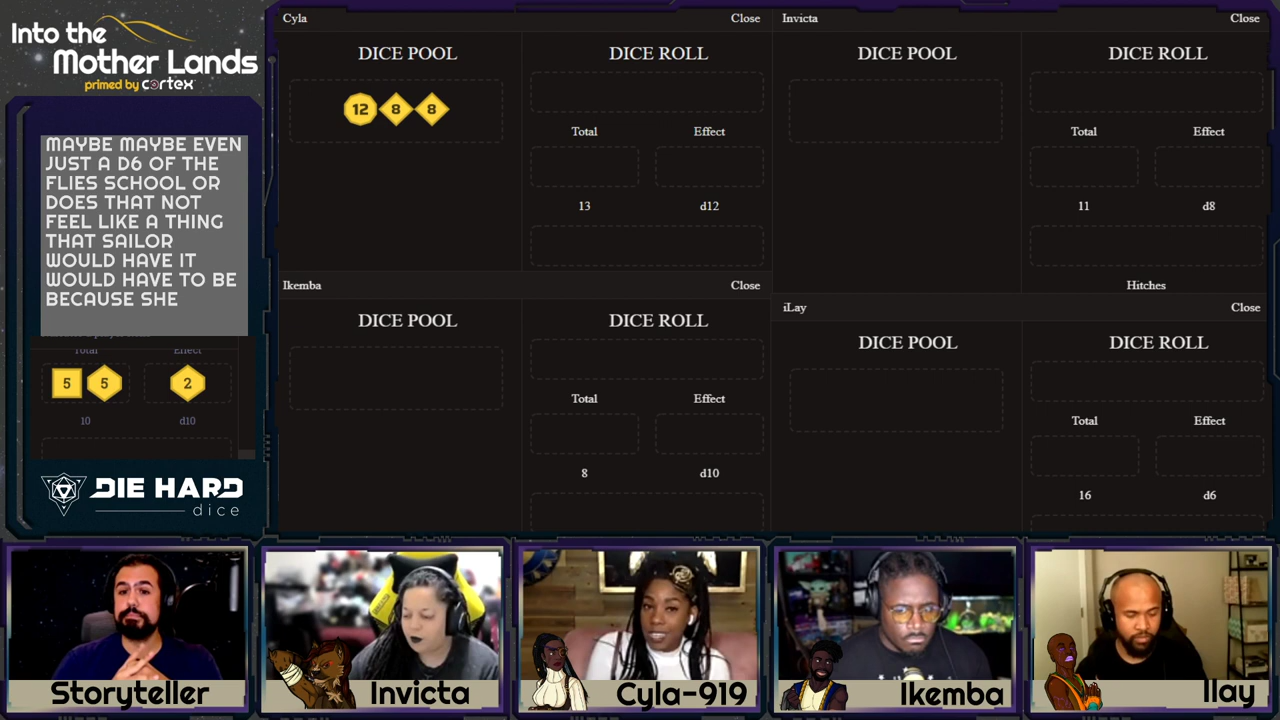 Into the
Mother Lands
primed by cortex
MAYBE MAYBE EVEN
JUST A D6 OF THE
FLIES SCHOOL OR
DOES THAT NOT
FEEL LIKE A THING
THAT SAILOR
WOULD HAVE IT
WOULD HAVE TO BE
BECAUSE SHE
Total Effect
5 5 2
10 d10
DIE HARD
dice
Cyla Close
DICE POOL DICE ROLL
12 8 8
Total Effect
13 d12
Invicta Close
DICE POOL DICE ROLL
Total Effect
11 d8
Hitches
Ikemba Close
DICE POOL DICE ROLL
Total Effect
8 d10
iLay Close
DICE POOL DICE ROLL
Total Effect
16 d6
Storyteller
Invicta
Cyla-919
Ikemba
Ilay